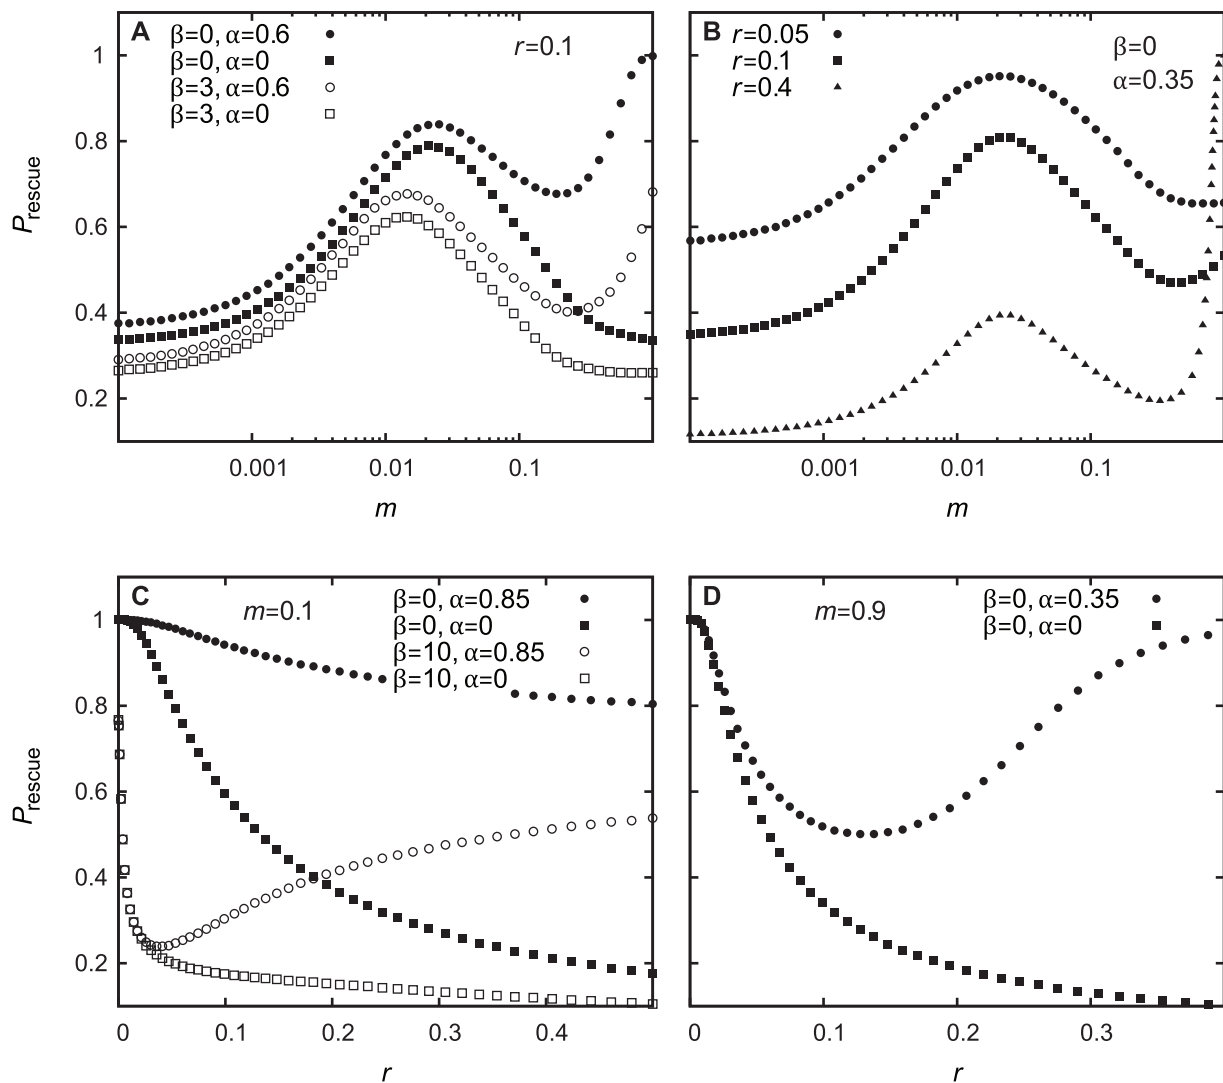 A
β=0, α=0.6
β=0, α=0
β=3, α=0.6
β=3, α=0
r=0.1
1
0.8
0.6
0.4
0.2
P_rescue
0.001 0.01 0.1
m
B
r=0.05
r=0.1
r=0.4
β=0
α=0.35
0.001 0.01 0.1
m
C
m=0.1
β=0, α=0.85
β=0, α=0
β=10, α=0.85
β=10, α=0
1
0.8
0.6
0.4
0.2
P_rescue
0 0.1 0.2 0.3 0.4
r
D
m=0.9
β=0, α=0.35
β=0, α=0
0 0.1 0.2 0.3
r